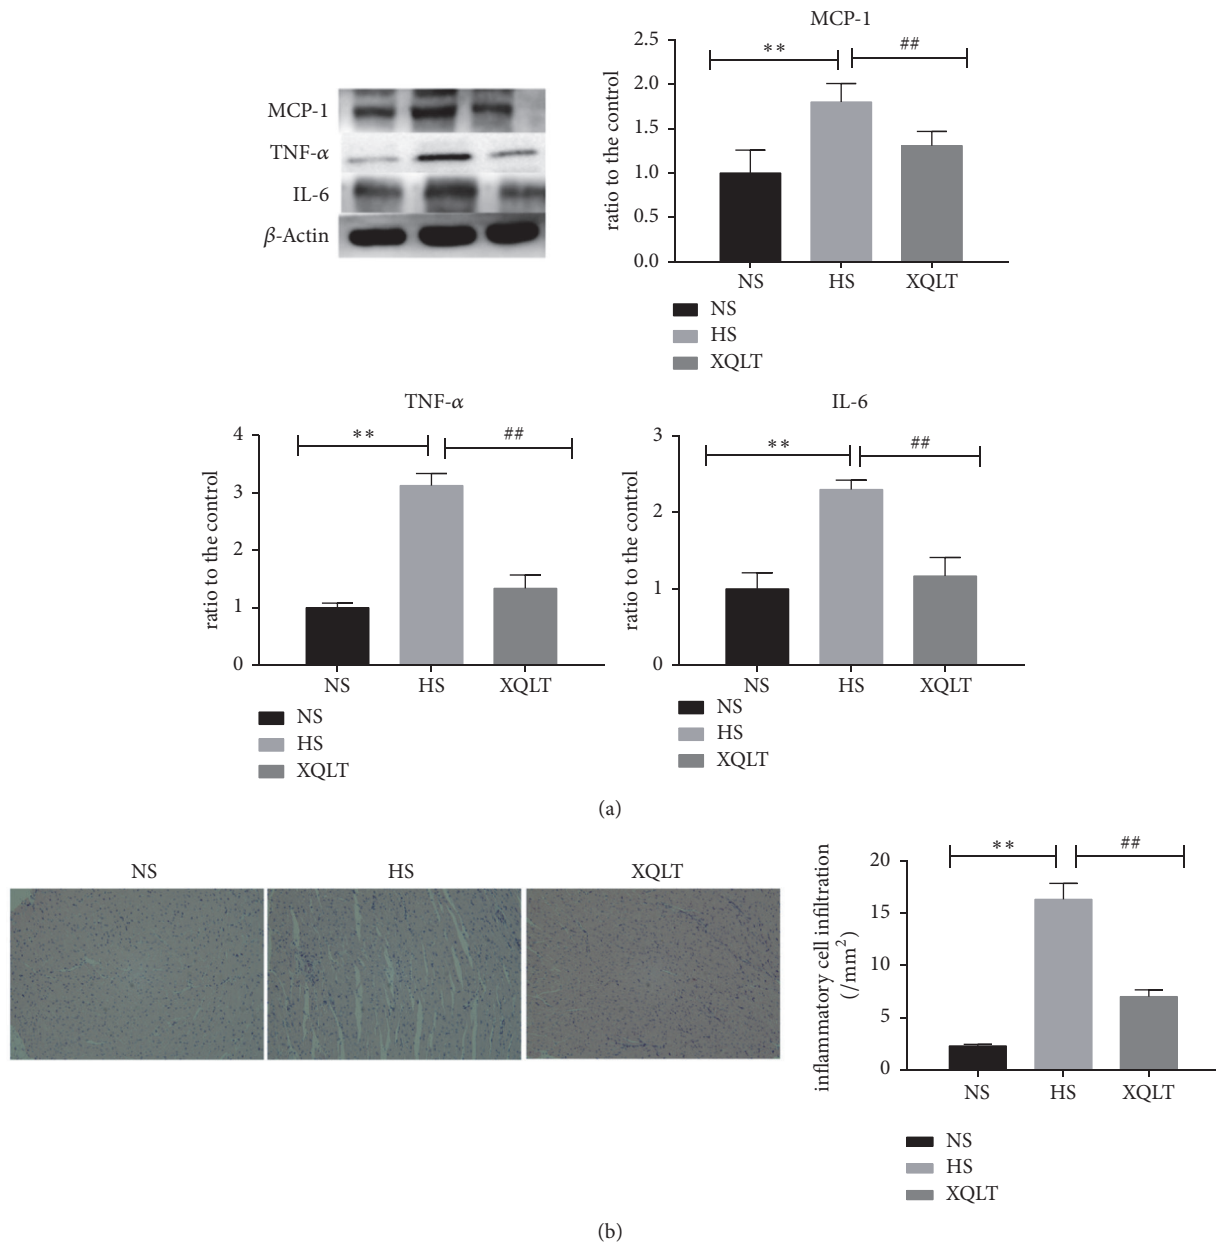 MCP-1
TNF-α
IL-6
β-Actin
MCP-1
ratio to the control
2.5
2.0
1.5
1.0
0.5
0.0
**
##
NS HS XQLT
NS
HS
XQLT
TNF-α
ratio to the control
4
3
2
1
0
**
##
NS HS XQLT
NS
HS
XQLT
IL-6
ratio to the control
3
2
1
0
**
##
NS HS XQLT
NS
HS
XQLT
(a)
NS HS XQLT
inflammatory cell infiltration
(/mm²)
20
15
10
5
0
**
##
NS HS XQLT
NS
HS
XQLT
(b)